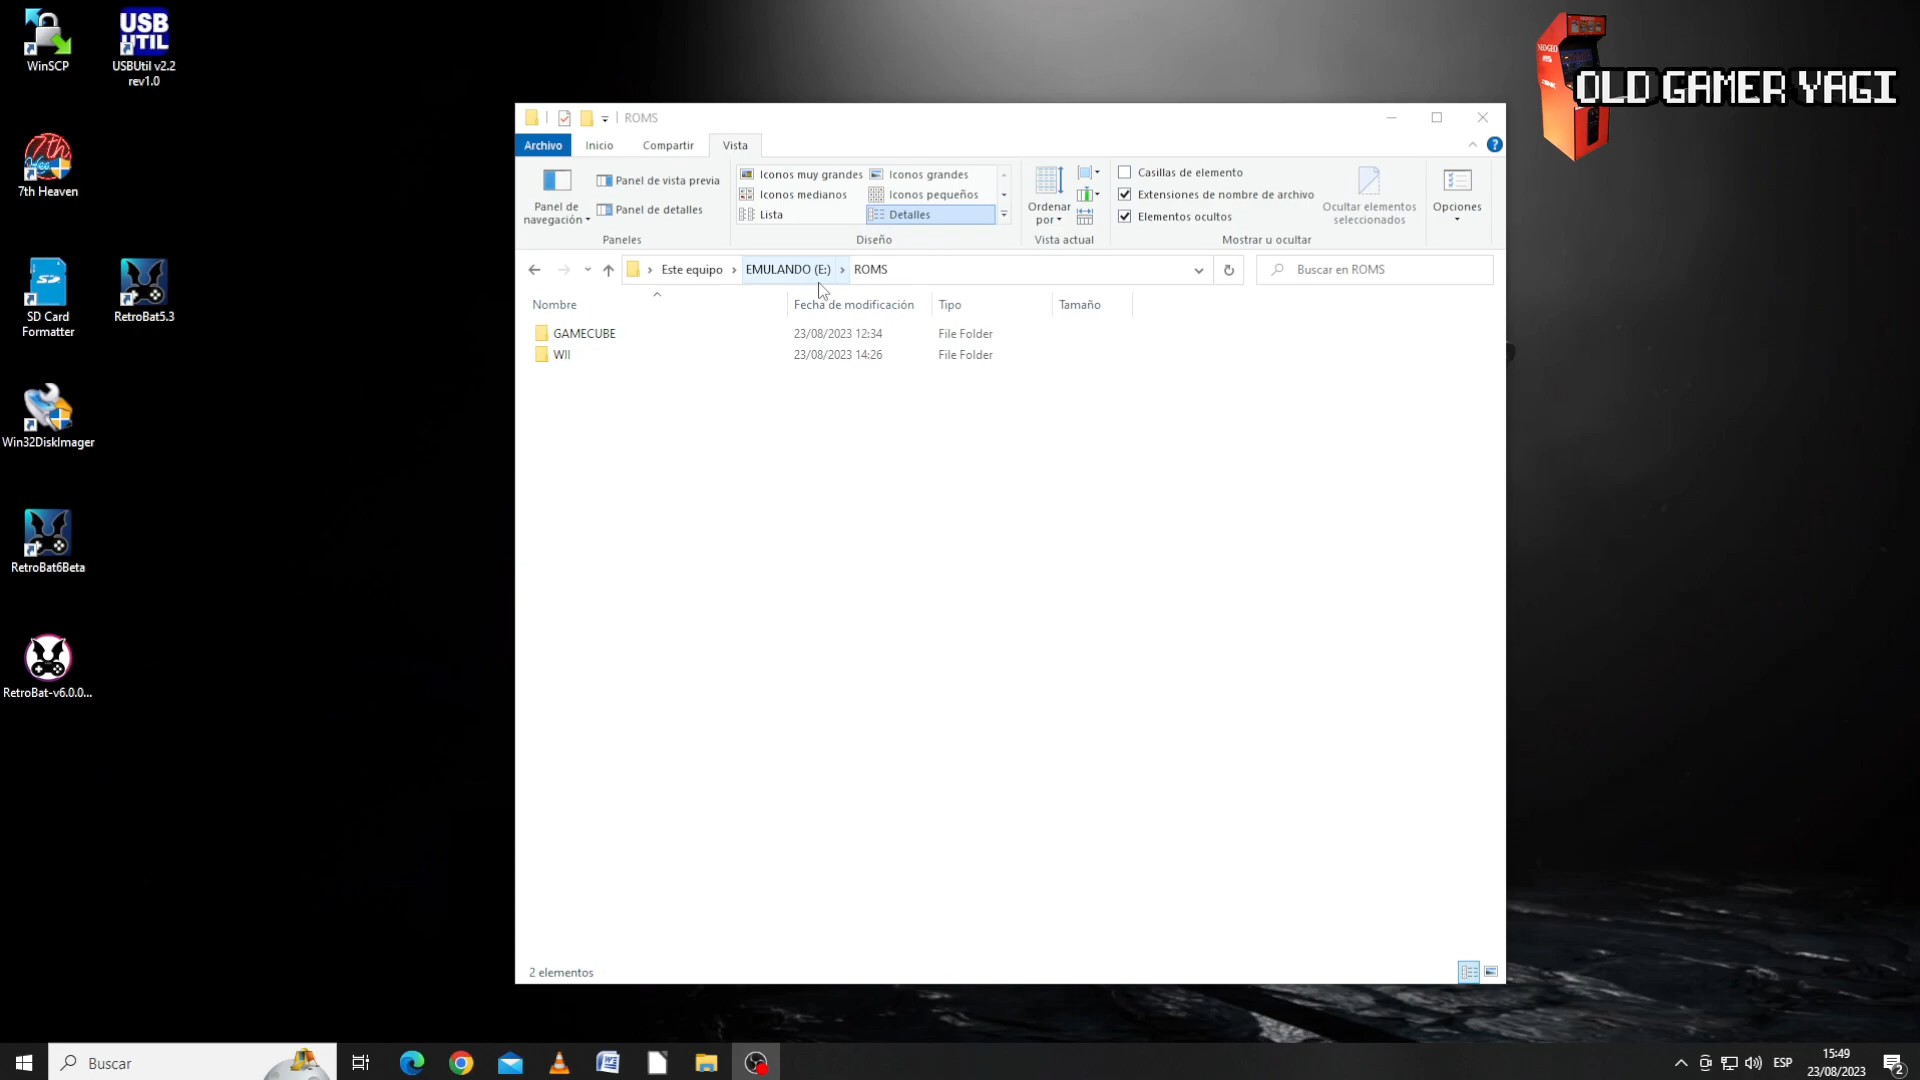 WinSCP
USBUtil v2.2
rev1.0
7th Heaven
SD Card
Formatter
RetroBat5.3
Win32DiskImager
RetroBat6Beta
RetroBat-v6.0.0...
OLD GAMER YAGI
ROMS
Archivo
Inicio
Compartir
Vista
Panel de
navegación
Panel de vista previa
Panel de detalles
Paneles
Iconos muy grandes
Iconos grandes
Iconos medianos
Iconos pequeños
Lista
Detalles
Diseño
Ordenar
por
Vista actual
Casillas de elemento
Extensiones de nombre de archivo
Elementos ocultos
Ocultar elementos
seleccionados
Mostrar u ocultar
Opciones
Este equipo › EMULANDO (E:) › ROMS
Buscar en ROMS
Nombre Fecha de modificación Tipo Tamaño
GAMECUBE 23/08/2023 12:34 File Folder
WII 23/08/2023 14:26 File Folder
2 elementos
Buscar
ESP
15:49
23/08/2023
2